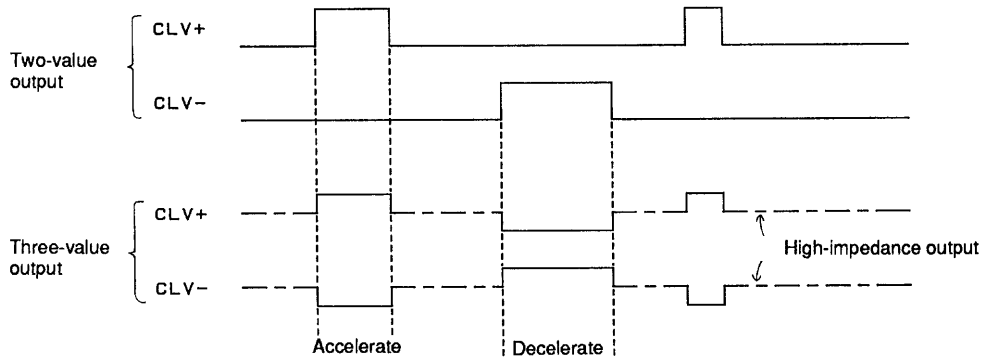 CLV+
Two-value
output
CLV−
CLV+
Three-value
output
High-impedance output
CLV−
Accelerate
Decelerate